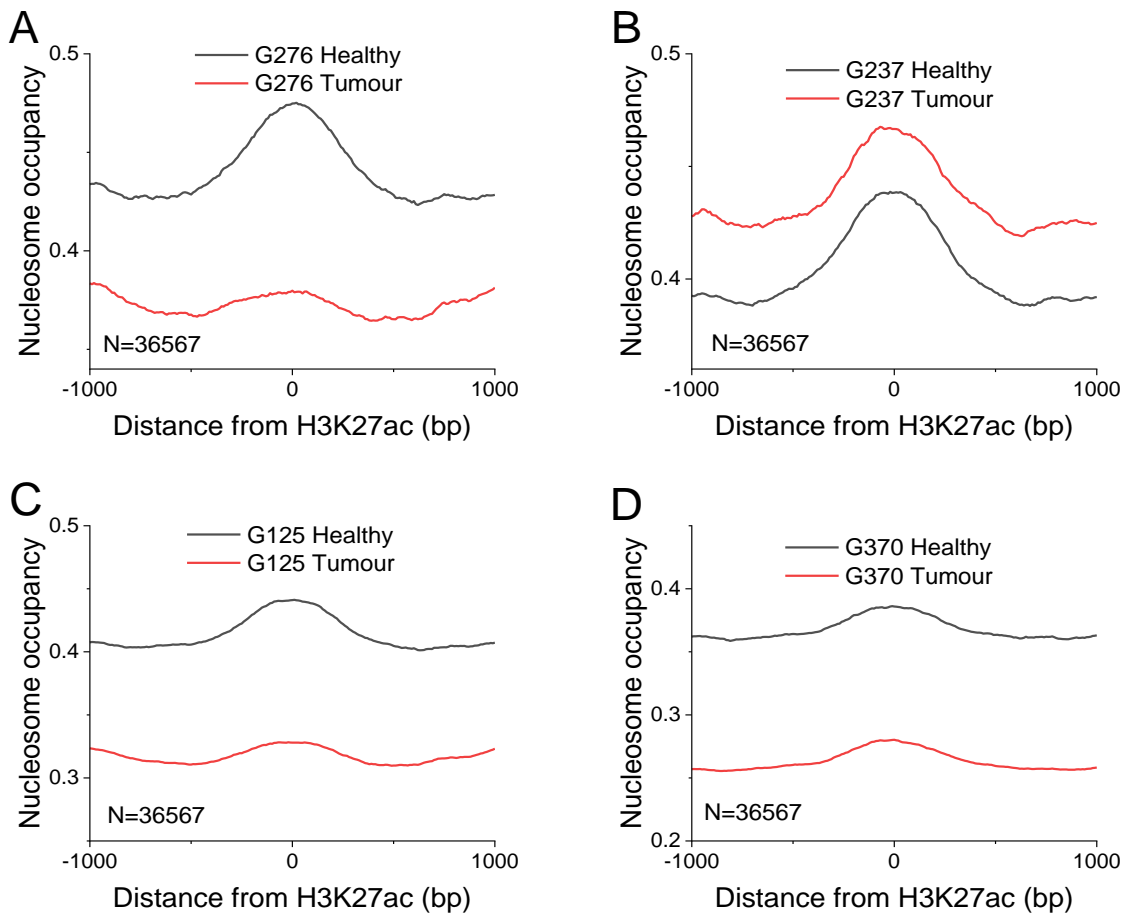 A
G276 Healthy
G276 Tumour
Nucleosome occupancy
0.5
0.4
N=36567
-1000
0
1000
Distance from H3K27ac (bp)
B
G237 Healthy
G237 Tumour
Nucleosome occupancy
0.5
0.4
N=36567
-1000
0
1000
Distance from H3K27ac (bp)
C
G125 Healthy
G125 Tumour
Nucleosome occupancy
0.5
0.4
0.3
N=36567
-1000
0
1000
Distance from H3K27ac (bp)
D
G370 Healthy
G370 Tumour
Nucleosome occupancy
0.4
0.3
0.2
N=36567
-1000
0
1000
Distance from H3K27ac (bp)